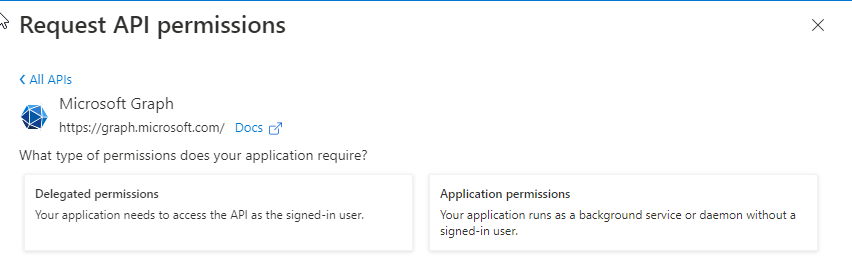 Request API permissions
All APIs
Microsoft Graph
https://graph.microsoft.com/ Docs
What type of permissions does your application require?
Delegated permissions
Your application needs to access the API as the signed-in user.
Application permissions
Your application runs as a background service or daemon without a
signed-in user.